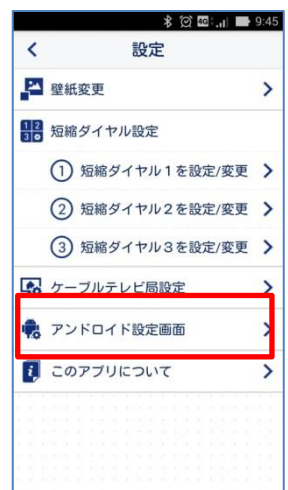 4G 9:45
設定
壁紙変更
1 2 3
短縮ダイヤル設定
1 短縮ダイヤル1を設定/変更
2 短縮ダイヤル2を設定/変更
3 短縮ダイヤル3を設定/変更
ケーブルテレビ局設定
アンドロイド設定画面
i このアプリについて